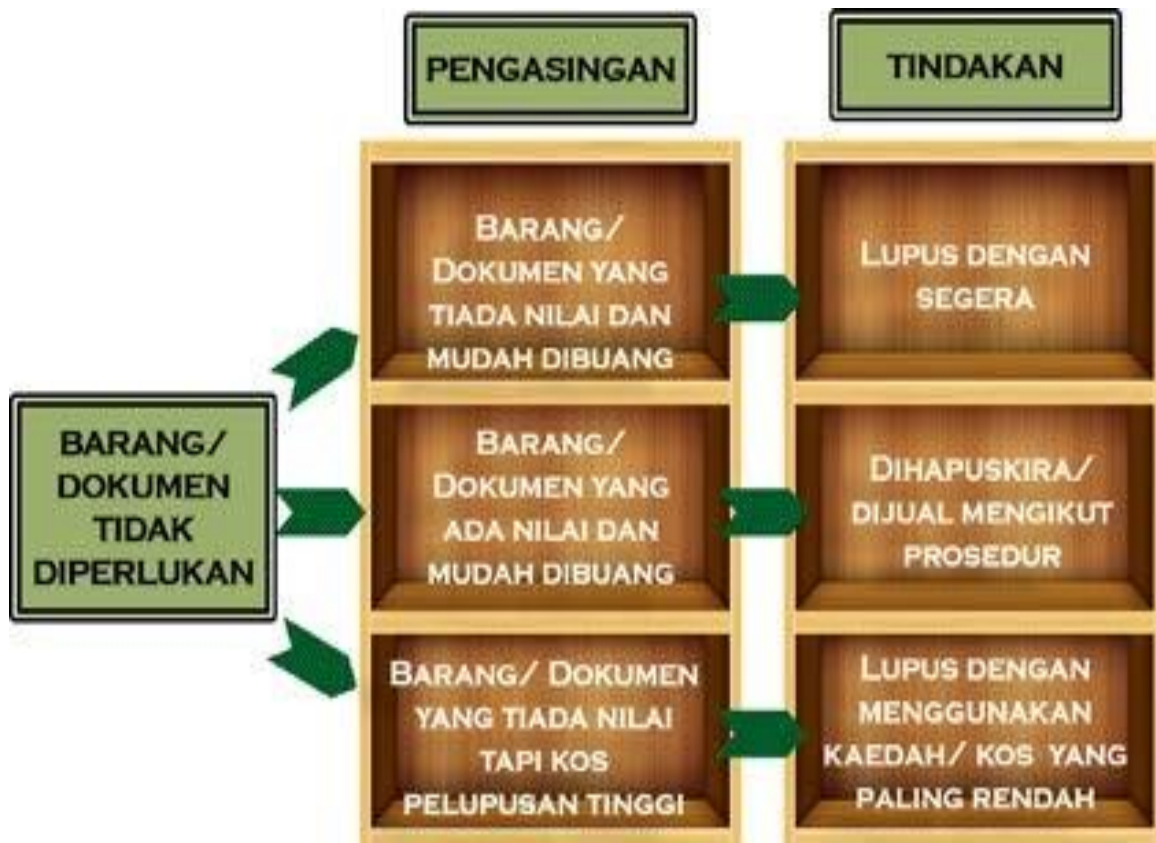 PENGASINGAN
TINDAKAN
BARANG/
DOKUMEN
TIDAK
DIPERLUKAN
BARANG/
DOKUMEN YANG
TIADA NILAI DAN
MUDAH DIBUANG
LUPUS DENGAN
SEGERA
BARANG/
DOKUMEN YANG
ADA NILAI DAN
MUDAH DIBUANG
DIHAPUSKIRA/
DIJUAL MENGIKUT
PROSEDUR
BARANG/ DOKUMEN
YANG TIADA NILAI
TAPI KOS
PELUPUSAN TINGGI
LUPUS DENGAN
MENGGUNAKAN
KAEDAH/ KOS YANG
PALING RENDAH